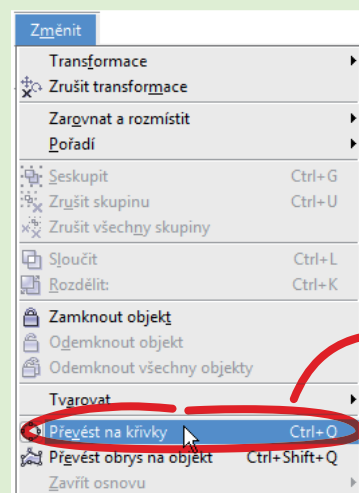 Změnit
Transformace
Zrušit transformace
Zarovnat a rozmístit
Pořadí
Seskupit Ctrl+G
Zrušit skupinu Ctrl+U
Zrušit všechny skupiny
Sloučit Ctrl+L
Rozdělit: Ctrl+K
Zamknout objekt
Odemknout objekt
Odemknout všechny objekty
Tvarovat
Převést na křivky Ctrl+Q
Převést obrys na objekt Ctrl+Shift+Q
Zavřít osnovu